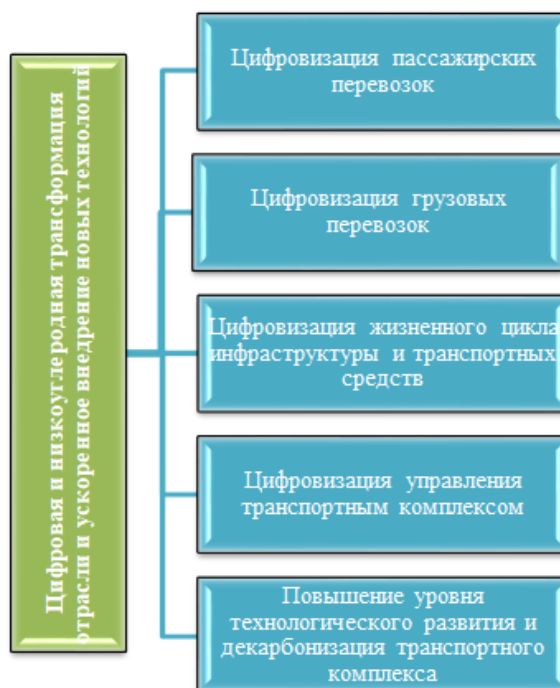 Цифровая и низкоуглеродная трансформация
отрасли и ускоренное внедрение новых технологий
Цифровизация пассажирских
перевозок
Цифровизация грузовых
перевозок
Цифровизация жизненного цикла
инфраструктуры и транспортных
средств
Цифровизация управления
транспортным комплексом
Повышение уровня
технологического развития и
декарбонизация транспортного
комплекса